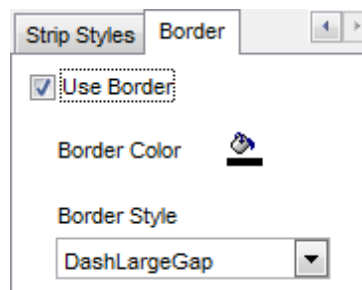 Strip Styles Border
Use Border
Border Color
Border Style
DashLargeGap